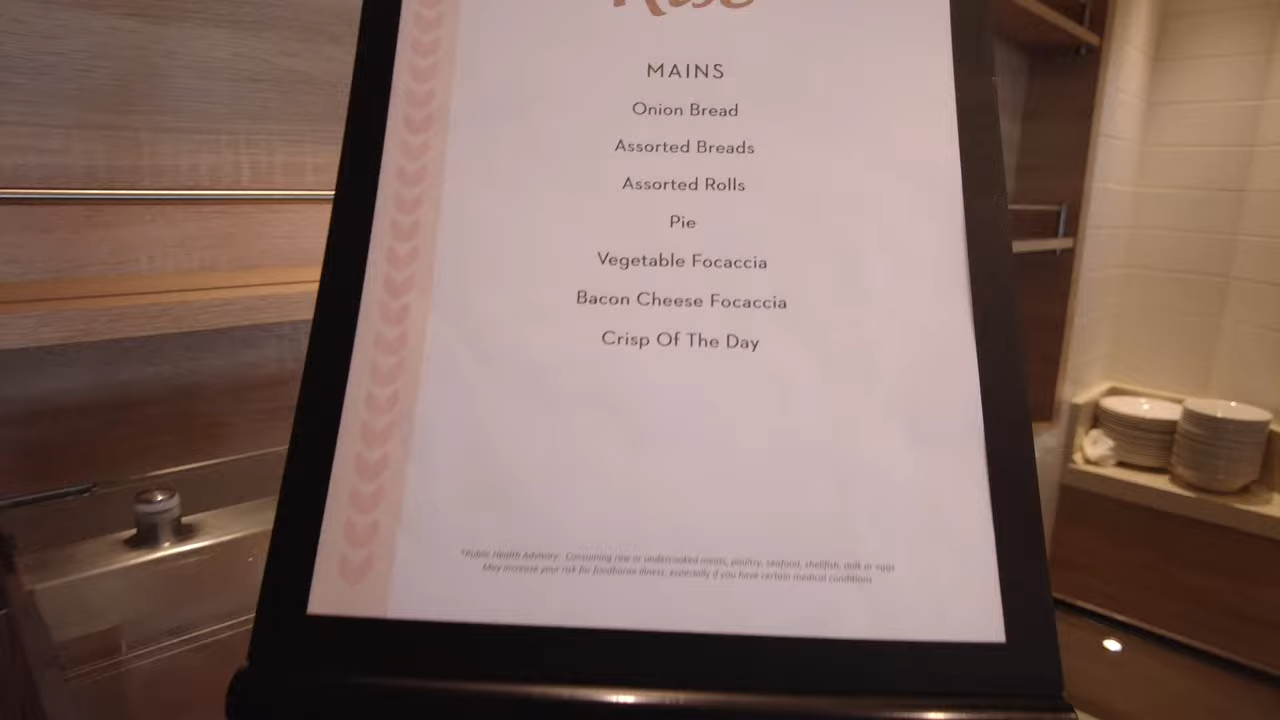 MAINS
Onion Bread
Assorted Breads
Assorted Rolls
Pie
Vegetable Focaccia
Bacon Cheese Focaccia
Crisp Of The Day
*Public Health Advisory: Consuming raw or undercooked meats, poultry, seafood, shellfish, milk or eggs
May increase your risk for foodborne illness, especially if you have certain medical conditions